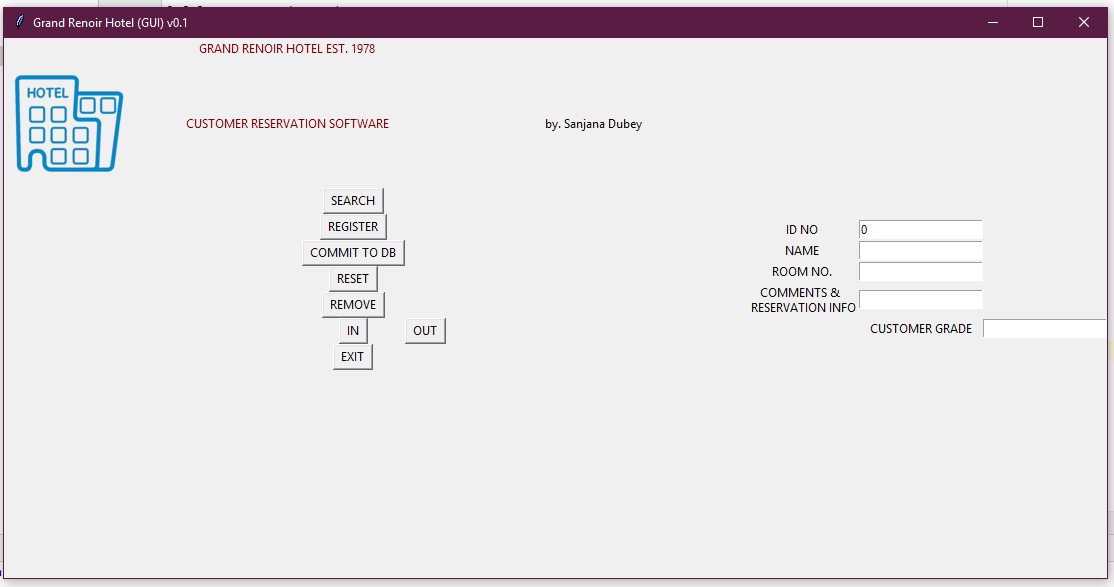 Grand Renoir Hotel (GUI) v0.1
GRAND RENOIR HOTEL EST. 1978
HOTEL
CUSTOMER RESERVATION SOFTWARE
by. Sanjana Dubey
SEARCH
REGISTER
COMMIT TO DB
RESET
REMOVE
IN
OUT
EXIT
ID NO
0
NAME
ROOM NO.
COMMENTS &
RESERVATION INFO
CUSTOMER GRADE